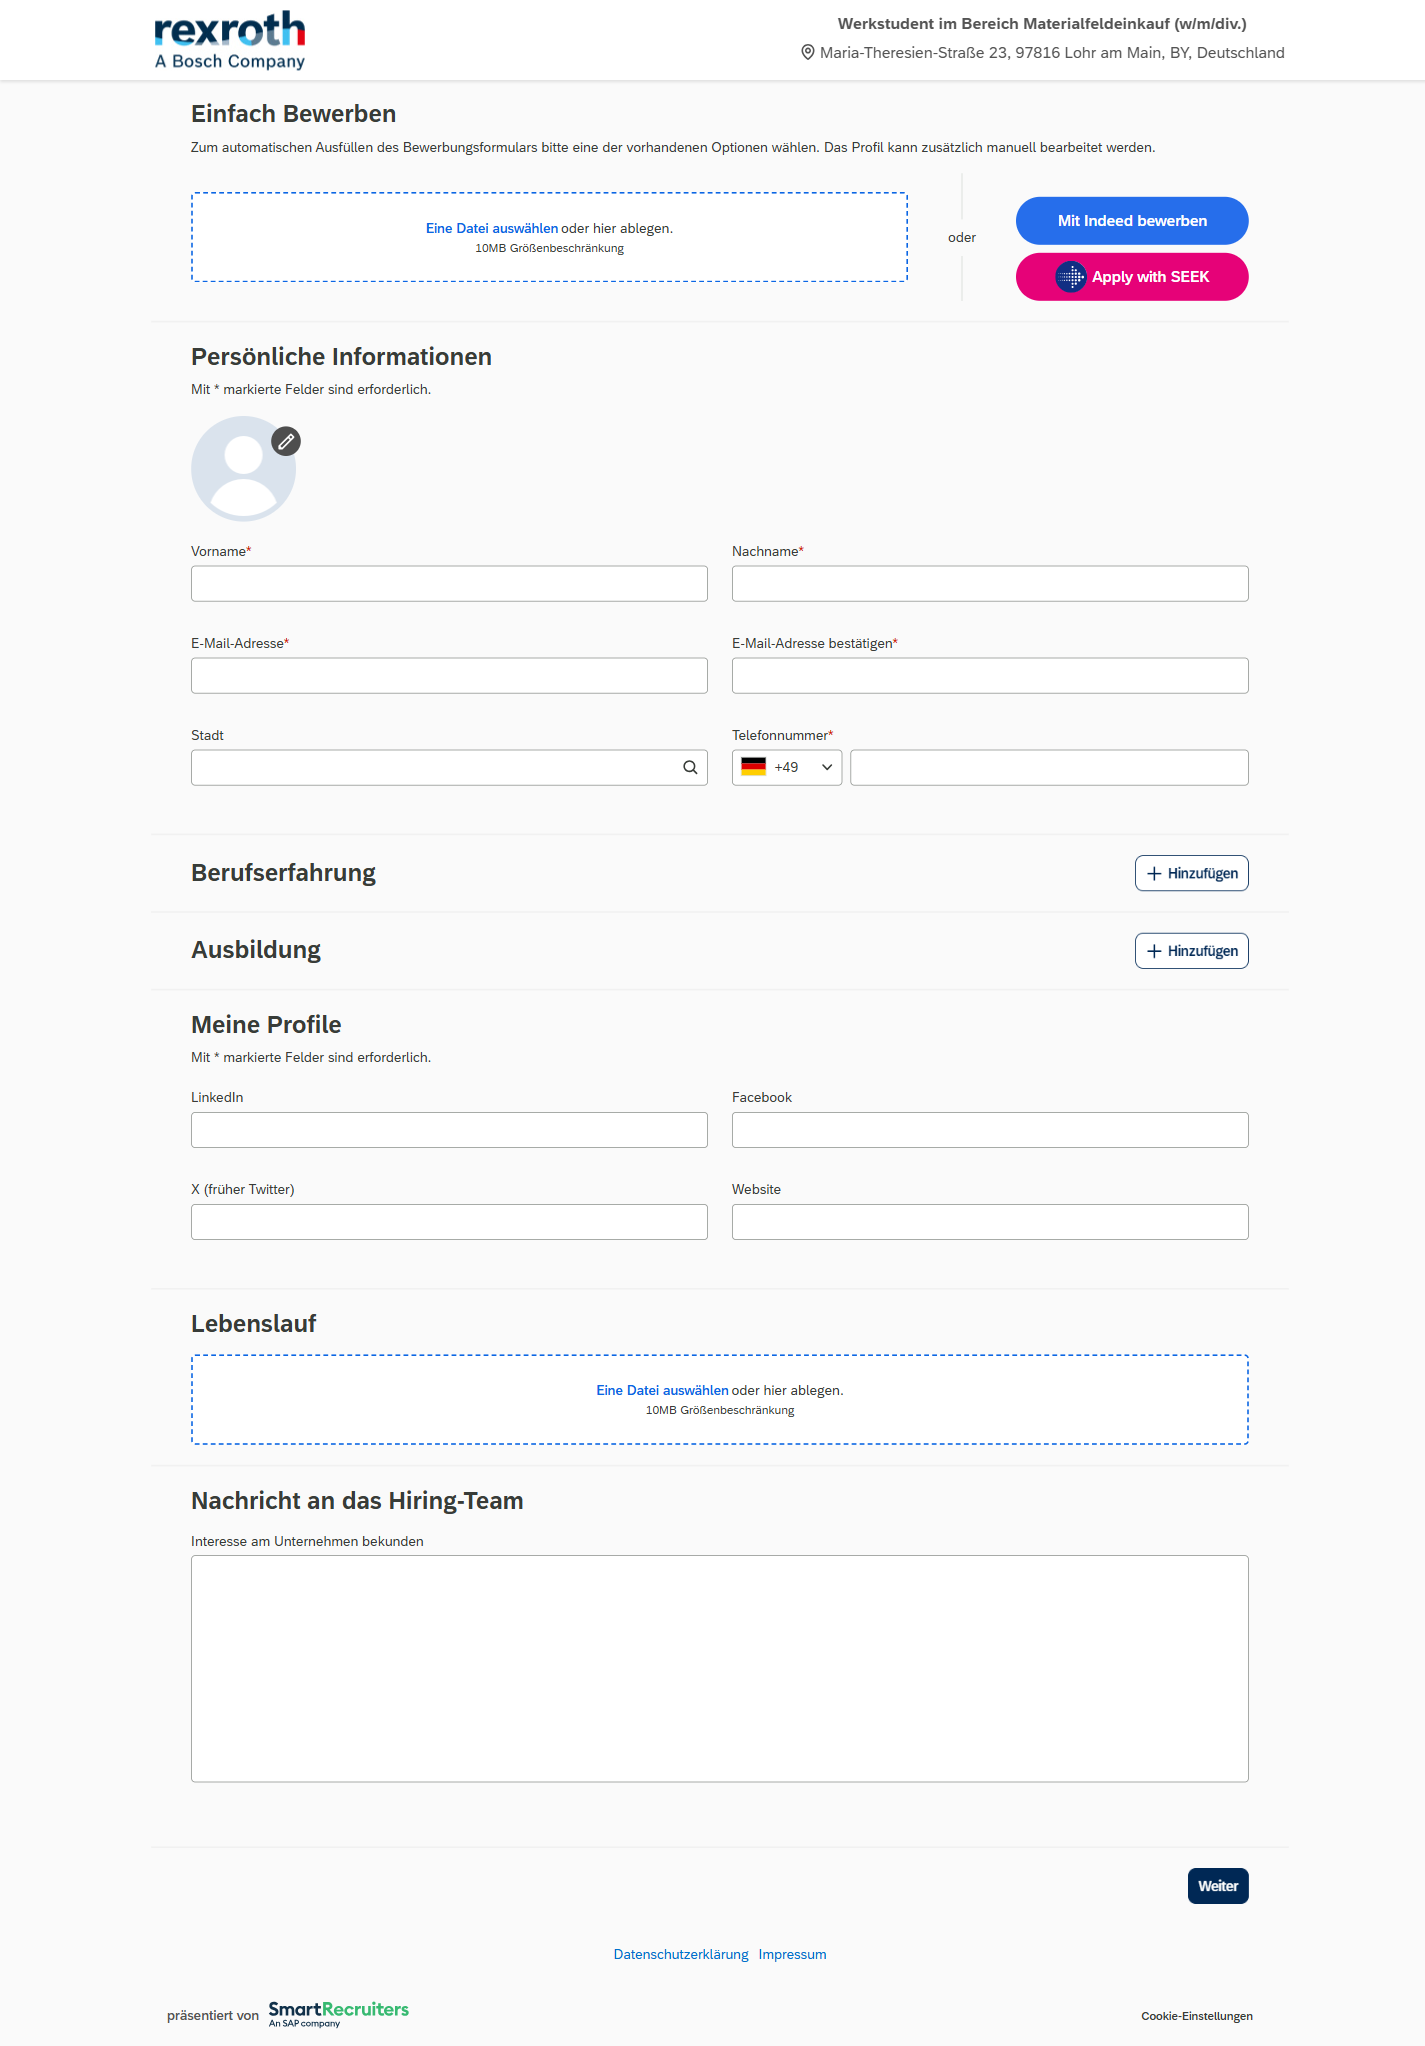 rexroth
A Bosch Company
Werkstudent im Bereich Materialfeldeinkauf (w/m/div.)
Maria-Theresien-Straße 23, 97816 Lohr am Main, BY, Deutschland
Einfach Bewerben
Zum automatischen Ausfüllen des Bewerbungsformulars bitte eine der vorhandenen Optionen wählen. Das Profil kann zusätzlich manuell bearbeitet werden.
Eine Datei auswählen oder hier ablegen.
10MB Größenbeschränkung
oder
Mit Indeed bewerben
Apply with SEEK
Persönliche Informationen
Mit * markierte Felder sind erforderlich.
Vorname*
Nachname*
E-Mail-Adresse*
E-Mail-Adresse bestätigen*
Stadt
Telefonnummer*
+49
Berufserfahrung
Hinzufügen
Ausbildung
Hinzufügen
Meine Profile
Mit * markierte Felder sind erforderlich.
LinkedIn
Facebook
X (früher Twitter)
Website
Lebenslauf
Eine Datei auswählen oder hier ablegen.
10MB Größenbeschränkung
Nachricht an das Hiring-Team
Interesse am Unternehmen bekunden
Weiter
Datenschutzerklärung Impressum
präsentiert von SmartRecruiters
An SAP company
Cookie-Einstellungen